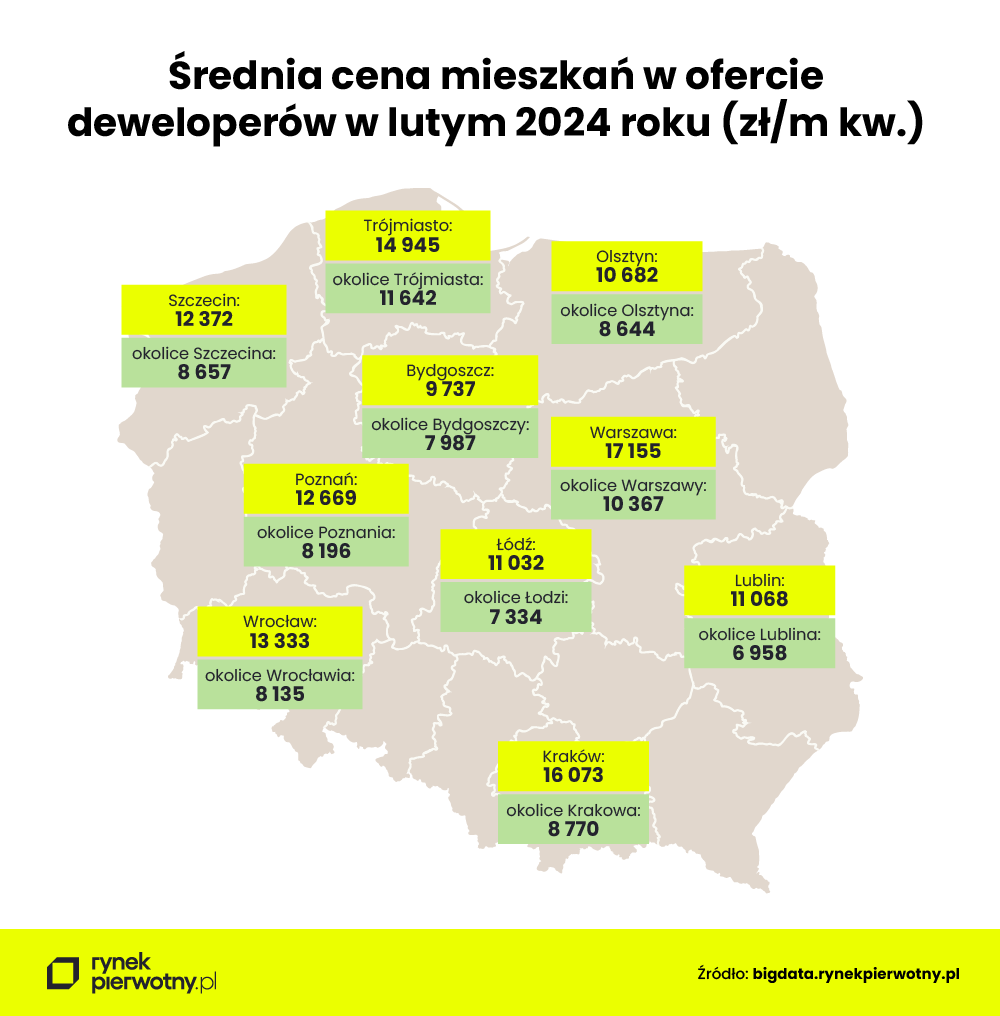 Średnia cena mieszkań w ofercie
deweloperów w lutym 2024 roku (zł/m kw.)
Trójmiasto:
14 945
okolice Trójmiasta:
11 642
Olsztyn:
10 682
okolice Olsztyna:
8 644
Szczecin:
12 372
okolice Szczecina:
8 657
Bydgoszcz:
9 737
okolice Bydgoszczy:
7 987
Warszawa:
17 155
okolice Warszawy:
10 367
Poznań:
12 669
okolice Poznania:
8 196
Łódź:
11 032
okolice Łodzi:
7 334
Lublin:
11 068
okolice Lublina:
6 958
Wrocław:
13 333
okolice Wrocławia:
8 135
Kraków:
16 073
okolice Krakowa:
8 770
rynek
pierwotny.pl
Źródło: bigdata.rynekpierwotny.pl